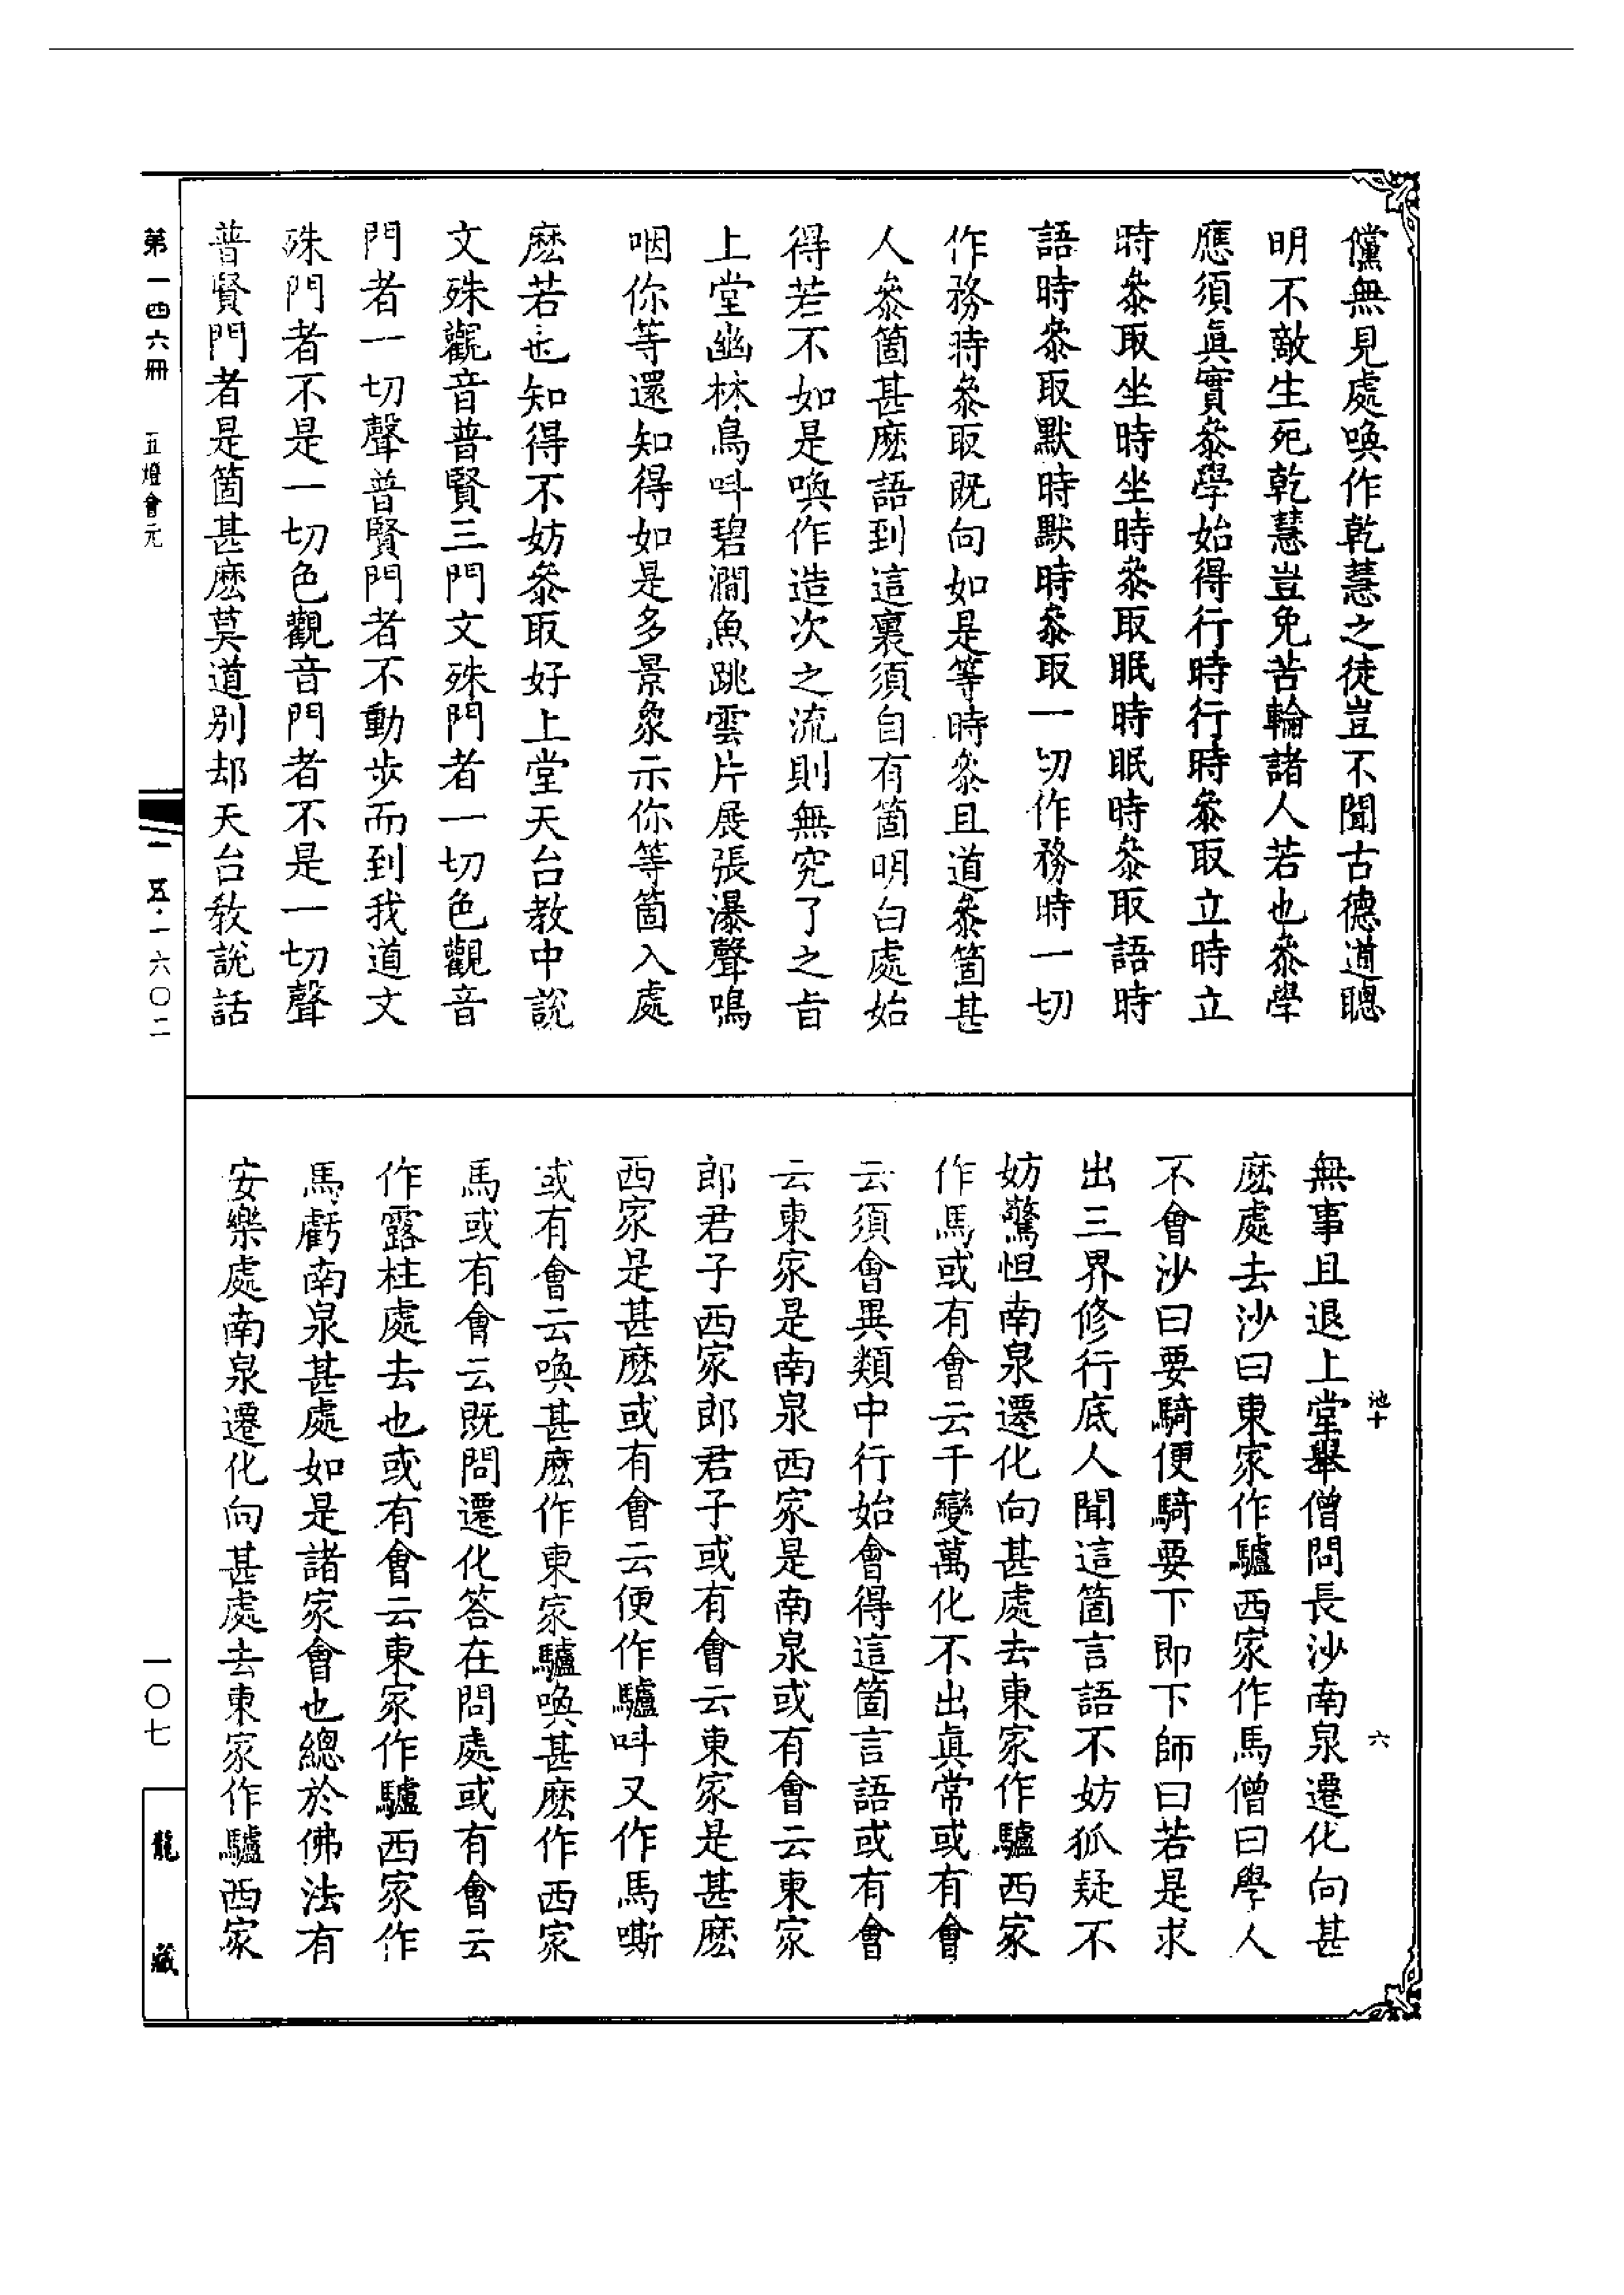 儻無見處喚作乾慧之徒豈不聞古德道聰
明不敵生死乾慧豈免苦輪諸人若也叅學
應須眞實叅學始得行時行時叅取立時立
時叅取坐時坐時叅取眠時眠時叅取語時
語時叅取默時默時叅取一切作務時一切
作務時叅取旣向如是等時叅且道叅箇甚
人叅箇甚麽語到這裏須自有箇明白處始
得若不如是喚作造次之流則無究了之旨
上堂幽林鳥呌碧澗魚跳雲片展張瀑聲鳴
咽你等還知得如是多景象示你等箇入處
麽若也知得不妨叅取好上堂天台教中說
文殊觀音普賢三門文殊門者一切色觀音
門者一切聲普賢門者不動步而到我道文
殊門者不是一切色觀音門者不是一切聲
普賢門者是箇甚麽莫道別却天台教說話
無事且退上堂舉僧問長沙南泉遷化向甚
麽處去沙曰東家作驢西家作馬僧曰學人
不會沙曰要騎便騎要下即下師曰若是求
出三界修行底人聞這箇言語不妨狐疑不
妨驚怛南泉遷化向甚處去東家作驢西家
作馬或有會云千變萬化不出眞常或有會
云須會異類中行始會得這箇言語或有會
云東家是南泉西家是南泉或有會云東家
郎君子西家郎君子或有會云東家是甚麽
西家是甚麽或有會云便作驢呌又作馬嘶
或有會云喚甚麽作東家驢喚甚麽作西家
馬或有會云旣問遷化答在問處或有會云
作露柱處去也或有會云東家作驢西家作
馬虧南泉甚處如是諸家會也總於佛法有
安樂處南泉遷化向甚處去東家作驢西家
池十
六
第一四六冊 五燈會元
一五·一六〇二
一〇七
龍藏